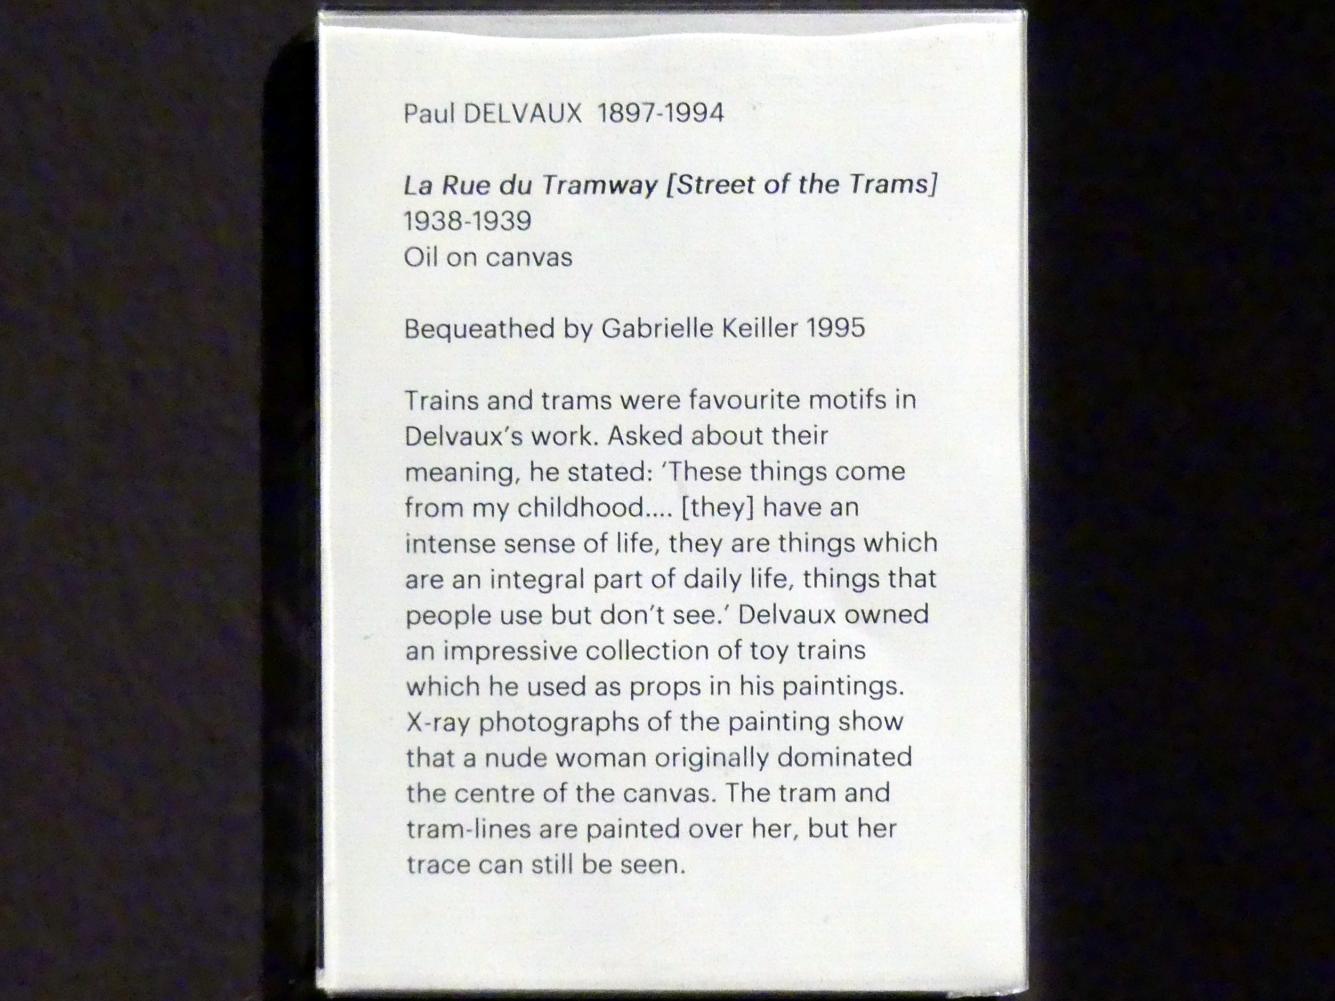 Paul DELVAUX 1897-1994
La Rue du Tramway [Street of the Trams]
1938-1939
Oil on canvas
Bequeathed by Gabrielle Keiller 1995
Trains and trams were favourite motifs in
Delvaux’s work. Asked about their
meaning, he stated: ‘These things come
from my childhood.... [they] have an
intense sense of life, they are things which
are an integral part of daily life, things that
people use but don’t see.’ Delvaux owned
an impressive collection of toy trains
which he used as props in his paintings.
X-ray photographs of the painting show
that a nude woman originally dominated
the centre of the canvas. The tram and
tram-lines are painted over her, but her
trace can still be seen.